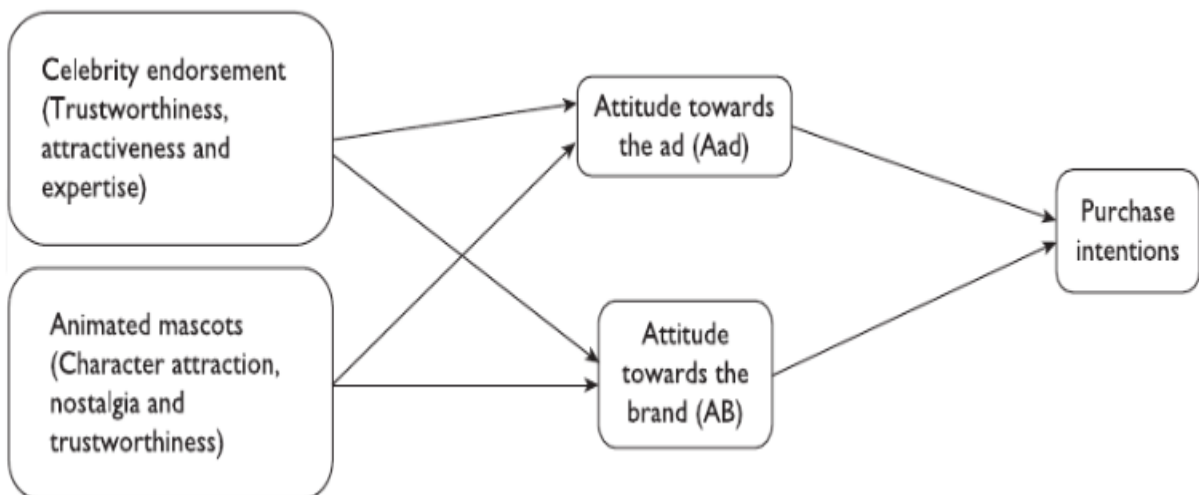 Celebrity endorsement
(Trustworthiness,
attractiveness and
expertise)
Animated mascots
(Character attraction,
nostalgia and
trustworthiness)
Attitude towards
the ad (Aad)
Attitude
towards the
brand (AB)
Purchase
intentions